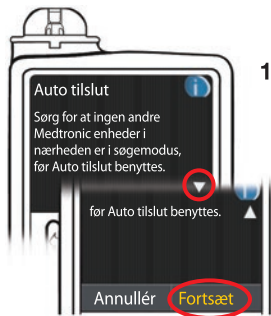 1
Auto tilslut
Sørg for at ingen andre
Medtronic enheder i
nærheden er i søgemodus,
før Auto tilslut benyttes.
før Auto tilslut benyttes.
Annullér Fortsæt